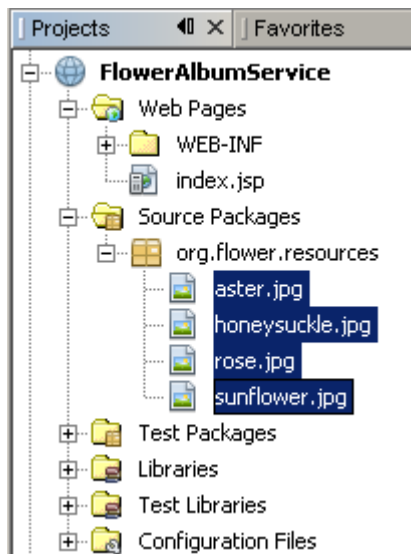 Projects
Favorites
FlowerAlbumService
Web Pages
WEB-INF
index.jsp
Source Packages
org.flower.resources
aster.jpg
honeysuckle.jpg
rose.jpg
sunflower.jpg
Test Packages
Libraries
Test Libraries
Configuration Files